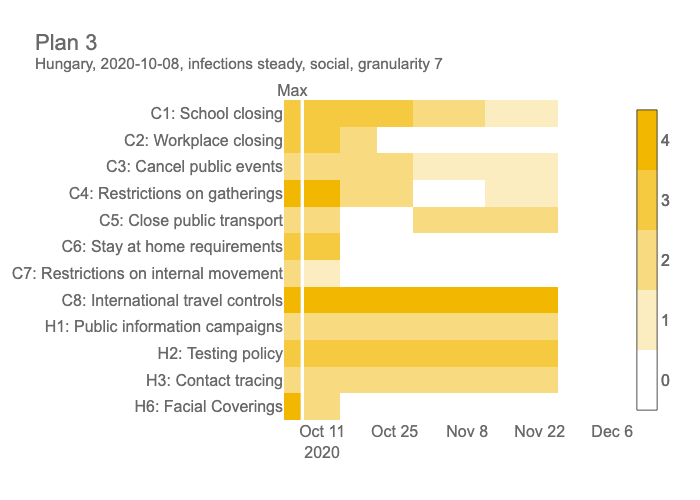 Plan 3
Hungary, 2020-10-08, infections steady, social, granularity 7
Max
C1: School closing
C2: Workplace closing
C3: Cancel public events
C4: Restrictions on gatherings
C5: Close public transport
C6: Stay at home requirements
C7: Restrictions on internal movement
C8: International travel controls
H1: Public information campaigns
H2: Testing policy
H3: Contact tracing
H6: Facial Coverings
Oct 11 Oct 25 Nov 8 Nov 22 Dec 6
2020
4
3
2
1
0